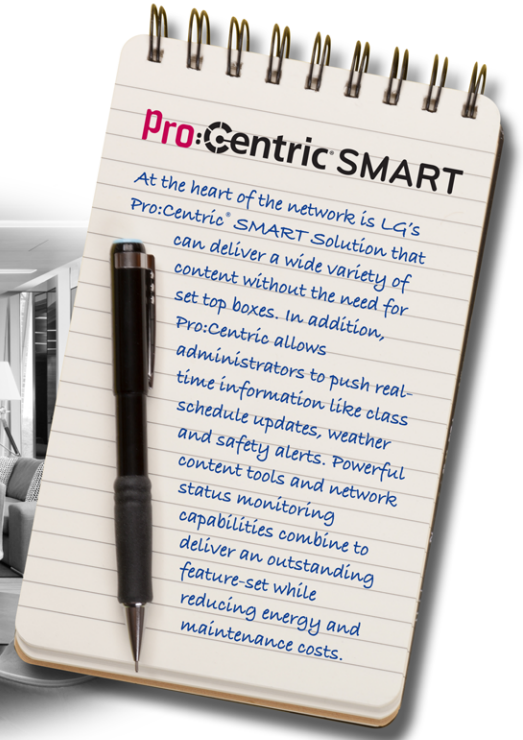 Pro:Centric® SMART
At the heart of the network is LG's
Pro:Centric® SMART Solution that
can deliver a wide variety of
content without the need for
set top boxes. In addition,
Pro:Centric allows
administrators to push real-
time information like class
schedule updates, weather
and safety alerts. Powerful
content tools and network
status monitoring
capabilities combine to
deliver an outstanding
feature-set while
reducing energy and
maintenance costs.